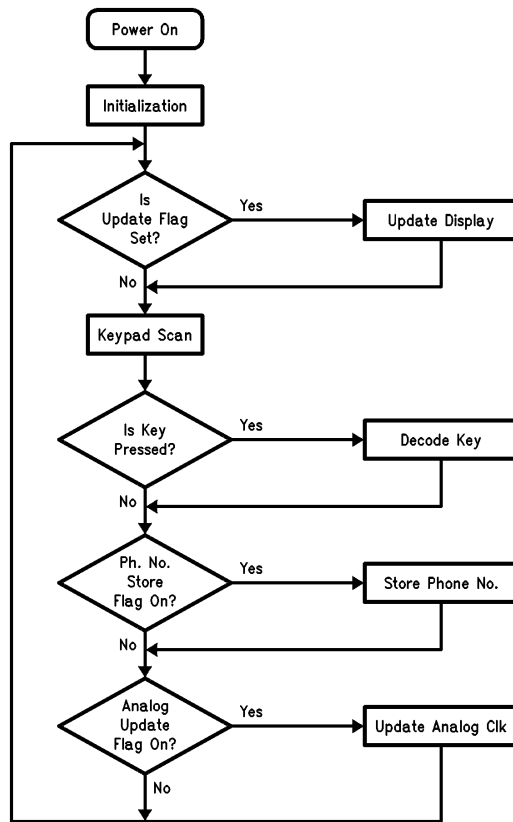 Power On
Initialization
Is
Update Flag
Set?
Yes
Update Display
No
Keypad Scan
Is Key
Pressed?
Yes
Decode Key
No
Ph. No.
Store
Flag On?
Yes
Store Phone No.
No
Analog
Update
Flag On?
Yes
Update Analog Clk
No